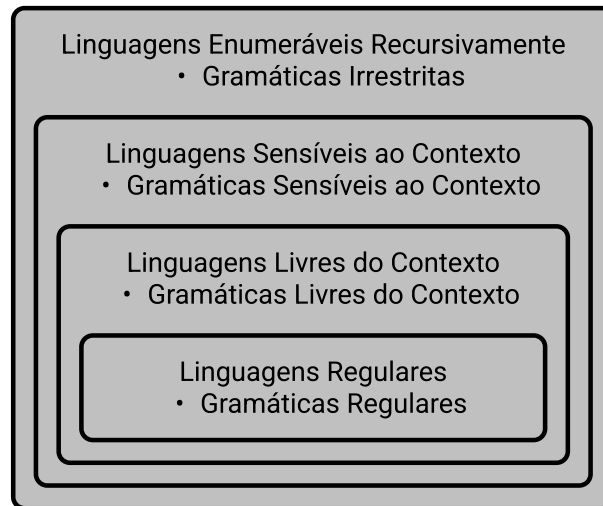 Linguagens Enumeráveis Recursivamente
• Gramáticas Irrestritas
Linguagens Sensíveis ao Contexto
• Gramáticas Sensíveis ao Contexto
Linguagens Livres do Contexto
• Gramáticas Livres do Contexto
Linguagens Regulares
• Gramáticas Regulares